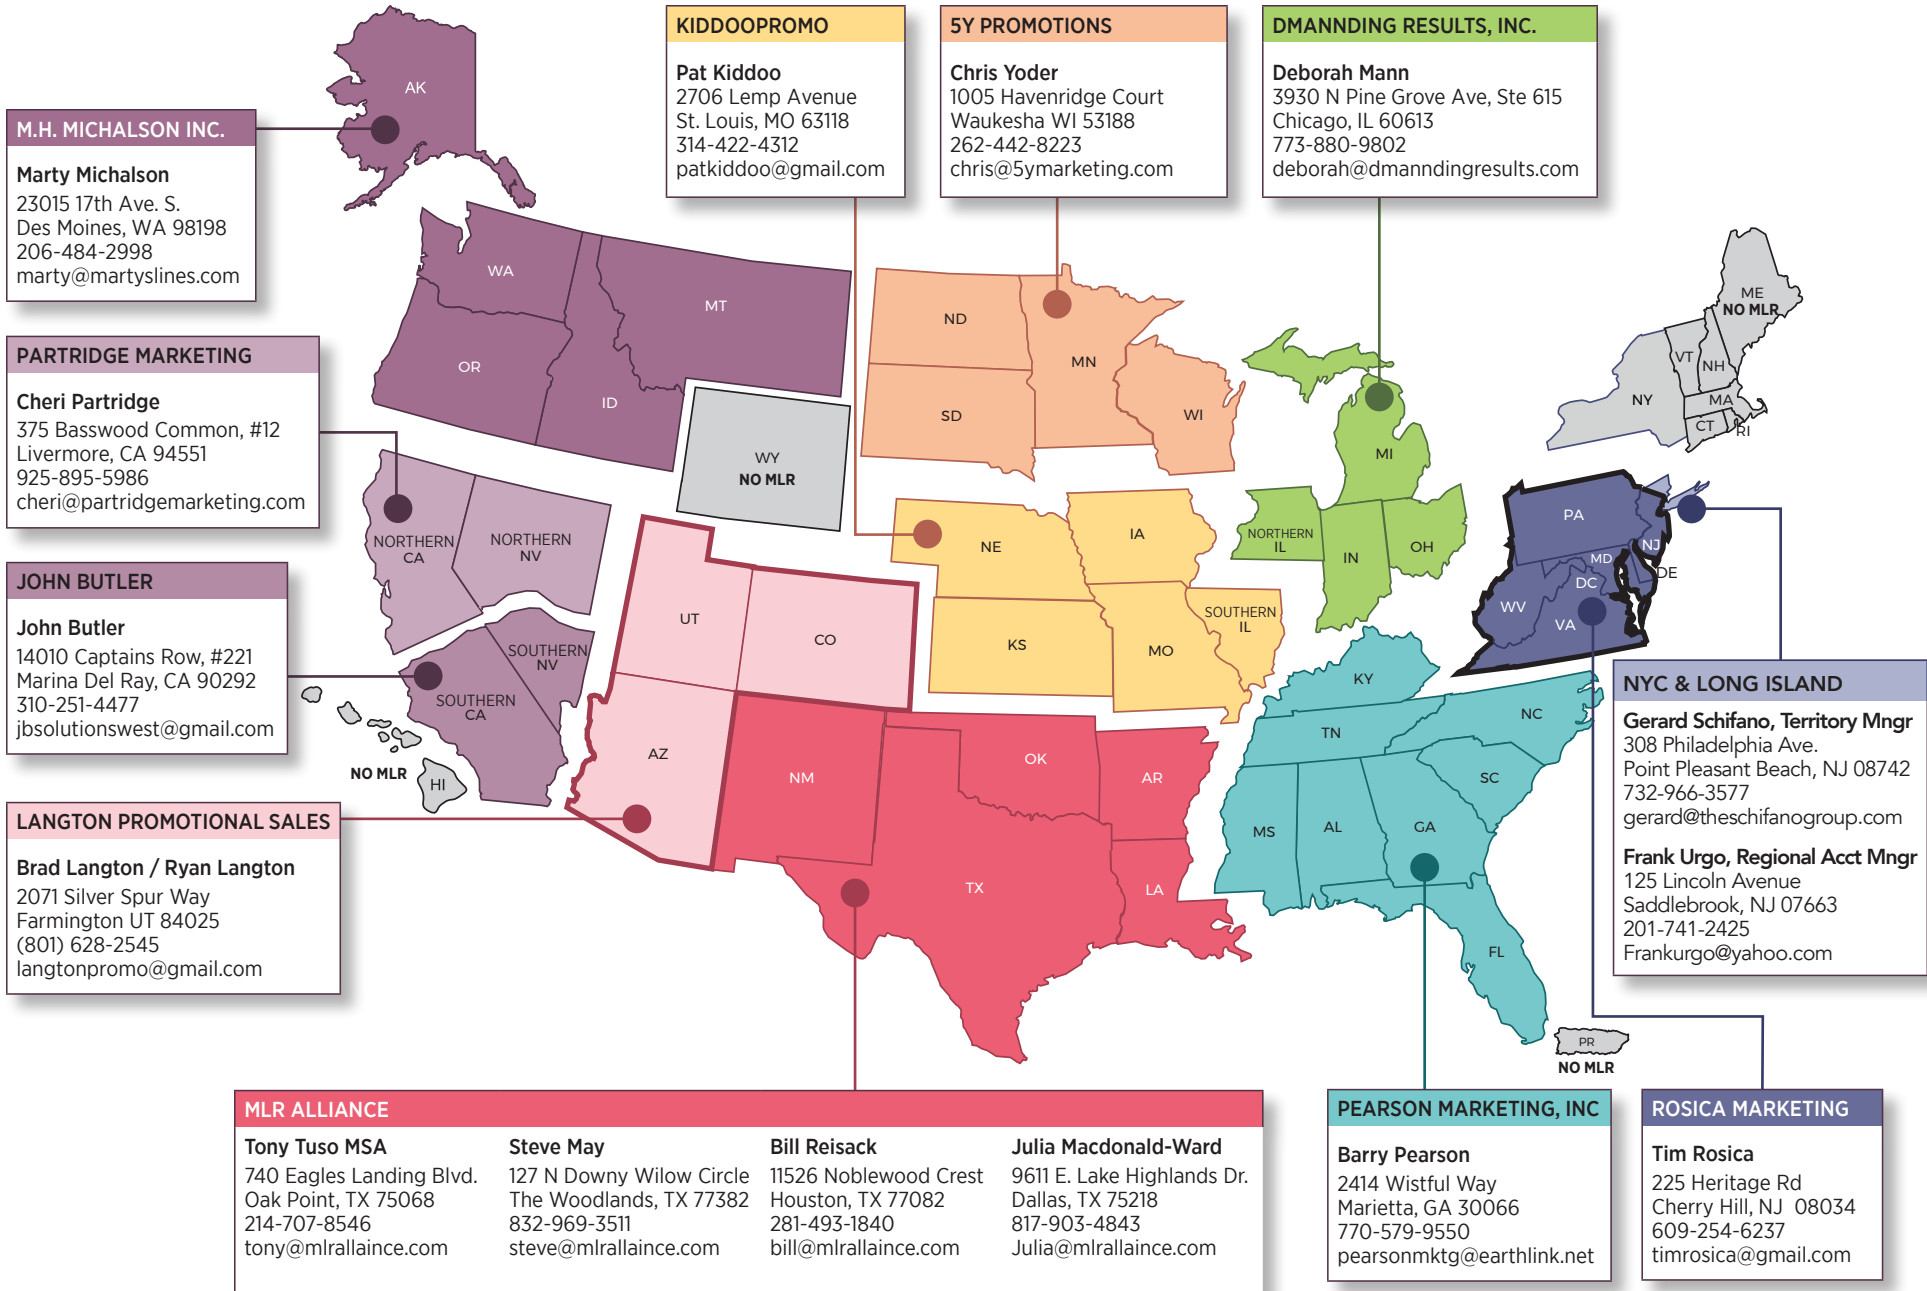 KIDDOOPROMO
Pat Kiddoo
2706 Lemp Avenue
St. Louis, MO 63118
314-422-4312
patkiddoo@gmail.com
5Y PROMOTIONS
Chris Yoder
1005 Havenridge Court
Waukesha WI 53188
262-442-8223
chris@5ymarketing.com
DMANNDING RESULTS, INC.
Deborah Mann
3930 N Pine Grove Ave, Ste 615
Chicago, IL 60613
773-880-9802
deborah@dmanndingresults.com
M.H. MICHALSON INC.
Marty Michalson
23015 17th Ave. S.
Des Moines, WA 98198
206-484-2998
marty@martyslines.com
PARTRIDGE MARKETING
Cheri Partridge
375 Basswood Common, #12
Livermore, CA 94551
925-895-5986
cheri@partridgemarketing.com
JOHN BUTLER
John Butler
14010 Captains Row, #221
Marina Del Ray, CA 90292
310-251-4477
jbsolutionswest@gmail.com
LANGTON PROMOTIONAL SALES
Brad Langton / Ryan Langton
2071 Silver Spur Way
Farmington UT 84025
(801) 628-2545
langtonpromo@gmail.com
AK
WA
MT
OR
ID
WY
NO MLR
ND
SD
MN
WI
MI
NORTHERN
IL
IN
OH
ME
NO MLR
VT
NH
NY
MA
CT
RI
PA
NJ
MD
DE
DC
WV
VA
NORTHERN
CA
NORTHERN
NV
SOUTHERN
NV
SOUTHERN
CA
NO MLR
HI
UT
CO
AZ
NE
IA
KS
MO
SOUTHERN
IL
NM
OK
AR
TX
LA
KY
TN
NC
SC
MS
AL
GA
FL
PR
NO MLR
NYC & LONG ISLAND
Gerard Schifano, Territory Mngr
308 Philadelphia Ave.
Point Pleasant Beach, NJ 08742
732-966-3577
gerard@theschifanogroup.com
Frank Urgo, Regional Acct Mngr
125 Lincoln Avenue
Saddlebrook, NJ 07663
201-741-2425
Frankurgo@yahoo.com
MLR ALLIANCE
Tony Tuso MSA
740 Eagles Landing Blvd.
Oak Point, TX 75068
214-707-8546
tony@mlrallaince.com
Steve May
127 N Downy Wilow Circle
The Woodlands, TX 77382
832-969-3511
steve@mlrallaince.com
Bill Reisack
11526 Noblewood Crest
Houston, TX 77082
281-493-1840
bill@mlrallaince.com
Julia Macdonald-Ward
9611 E. Lake Highlands Dr.
Dallas, TX 75218
817-903-4843
Julia@mlrallaince.com
PEARSON MARKETING, INC
Barry Pearson
2414 Wistful Way
Marietta, GA 30066
770-579-9550
pearsonmktg@earthlink.net
ROSICA MARKETING
Tim Rosica
225 Heritage Rd
Cherry Hill, NJ 08034
609-254-6237
timrosica@gmail.com